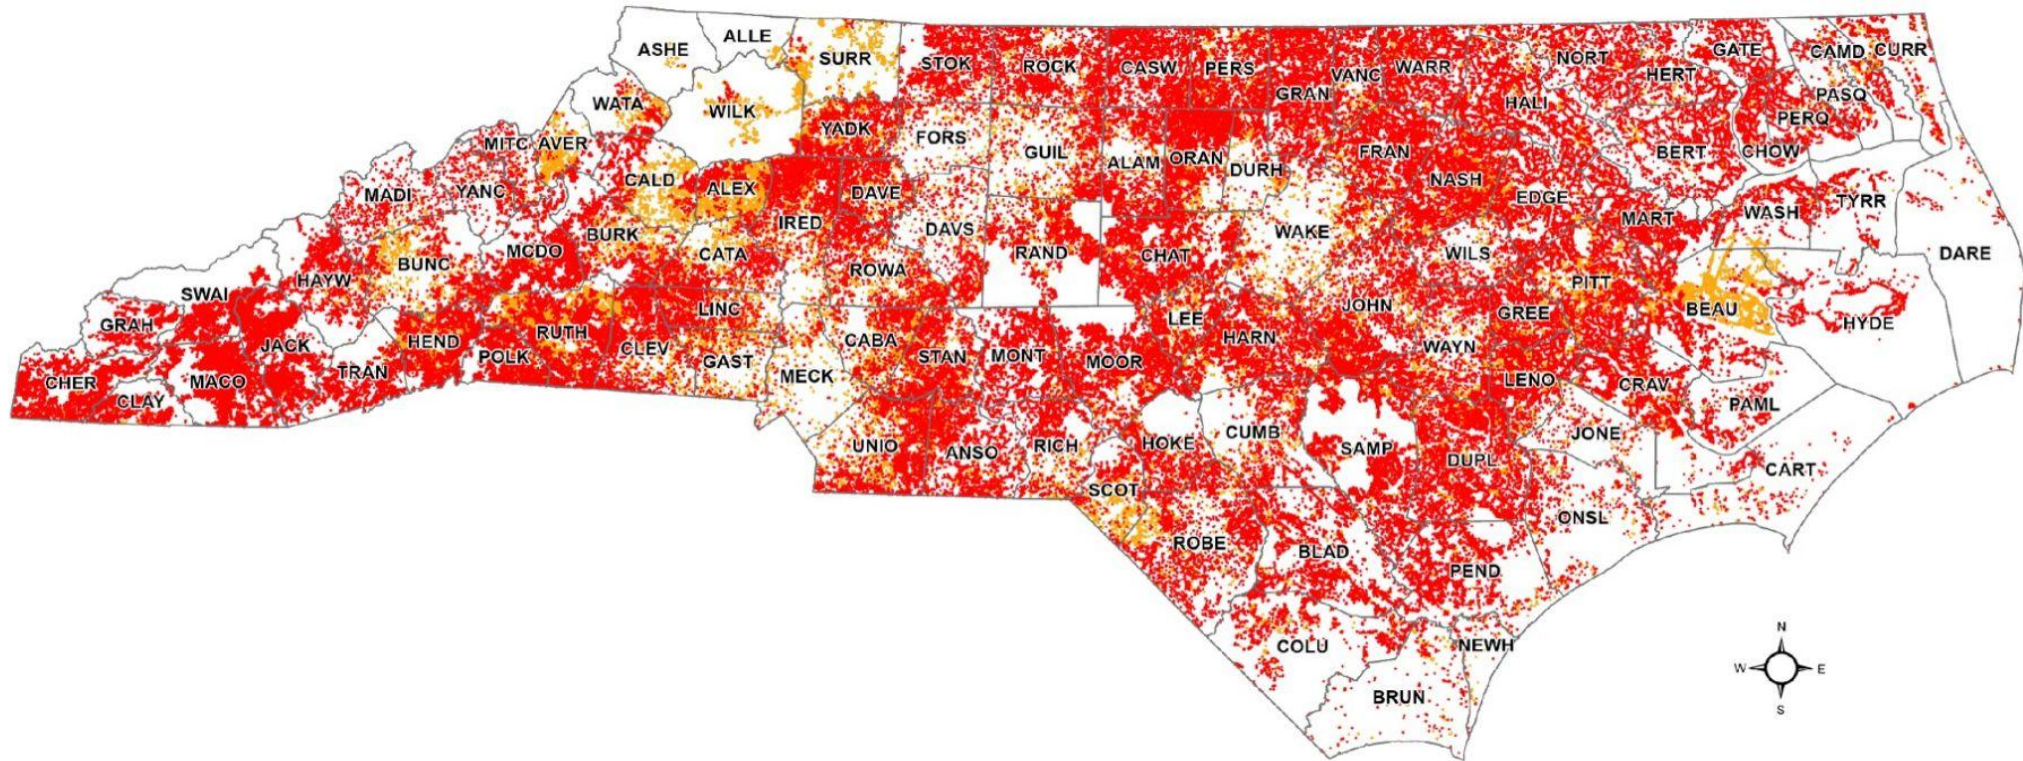 ASHE
ALLE
SURR
STOK
ROCK
CASW
PERS
GRAN
VANC
WARR
NORT
HERT
GATE
CAMD
CURR
WATA
WILK
YADK
FORS
GUIL
ALAM
ORAN
DURH
FRAN
HALI
NASH
BERT
CHOW
PERQ
PASQ
MITC
AVER
CALD
ALEX
IRED
DAVE
DAVS
RAND
CHAT
WAKE
EDGE
MART
WASH
TYRR
DARE
MADI
YANC
MCDO
BURK
CATA
ROWA
WILS
PITT
BEAU
HYDE
SWAI
HAYW
BUNC
GRAH
JACK
HEND
RUTH
LINC
LEE
HARN
JOHN
GREE
WAYN
CHER
CLAY
MACO
TRAN
POLK
CLEV
GAST
MECK
CABA
STAN
MONT
MOOR
LENO
CRAV
PAML
UNIO
ANSO
RICH
HOKE
CUMB
SAMP
DUPL
JONE
CART
SCOT
ROBE
BLAD
PEND
ONSL
COLU
NEWH
BRUN
N
W
E
S